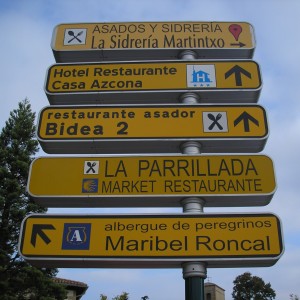 ASADOS Y SIDRERÍA
La Sidrería Martintxo
Hotel Restaurante
Casa Azcona
restaurante asador
Bidea 2
LA PARRILLADA
MARKET RESTAURANTE
albergue de peregrinos
Maribel Roncal